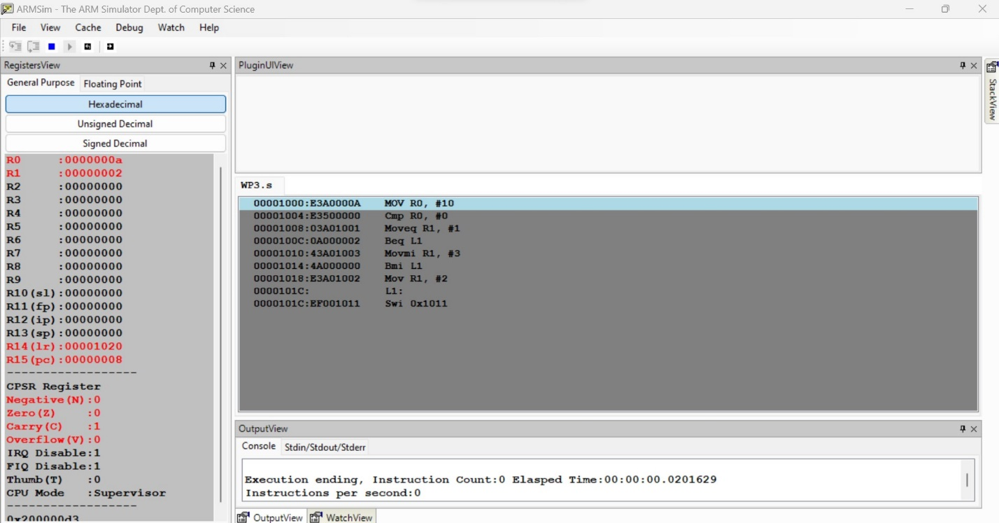 ARMSim - The ARM Simulator Dept. of Computer Science
File View Cache Debug Watch Help
RegistersView
General Purpose Floating Point
Hexadecimal
Unsigned Decimal
Signed Decimal
R0 :0000000a
R1 :00000002
R2 :00000000
R3 :00000000
R4 :00000000
R5 :00000000
R6 :00000000
R7 :00000000
R8 :00000000
R9 :00000000
R10(sl):00000000
R11(fp):00000000
R12(ip):00000000
R13(sp):00000000
R14(lr):00001020
R15(pc):00000008
--------------------
CPSR Register
Negative(N):0
Zero(Z) :0
Carry(C) :1
Overflow(V):0
IRQ Disable:1
FIQ Disable:1
Thumb(T) :0
CPU Mode :Supervisor
--------------------
0x200000d3
PluginUIView
WP3.s
00001000:E3A0000A MOV R0, #10
00001004:E3500000 Cmp R0, #0
00001008:03A01001 Moveq R1, #1
0000100C:0A000002 Beq L1
00001010:43A01003 Movmi R1, #3
00001014:4A000000 Bmi L1
00001018:E3A01002 Mov R1, #2
0000101C: L1:
0000101C:EF001011 Swi 0x1011
OutputView
Console Stdin/Stdout/Stderr
Execution ending, Instruction Count:0 Elasped Time:00:00:00.0201629
Instructions per second:0
OutputView WatchView
StackView